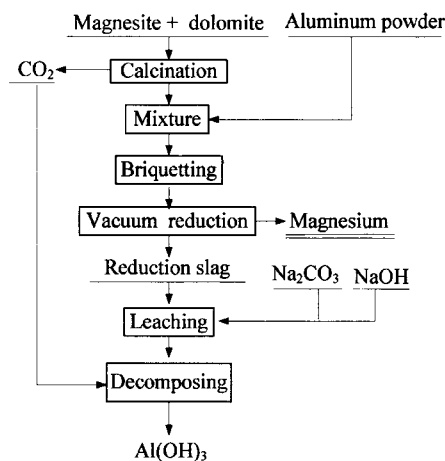 Magnesite + dolomite
Aluminum powder
CO₂
Calcination
Mixture
Briquetting
Vacuum reduction
Magnesium
Reduction slag
Na₂CO₃
NaOH
Leaching
Decomposing
Al(OH)₃